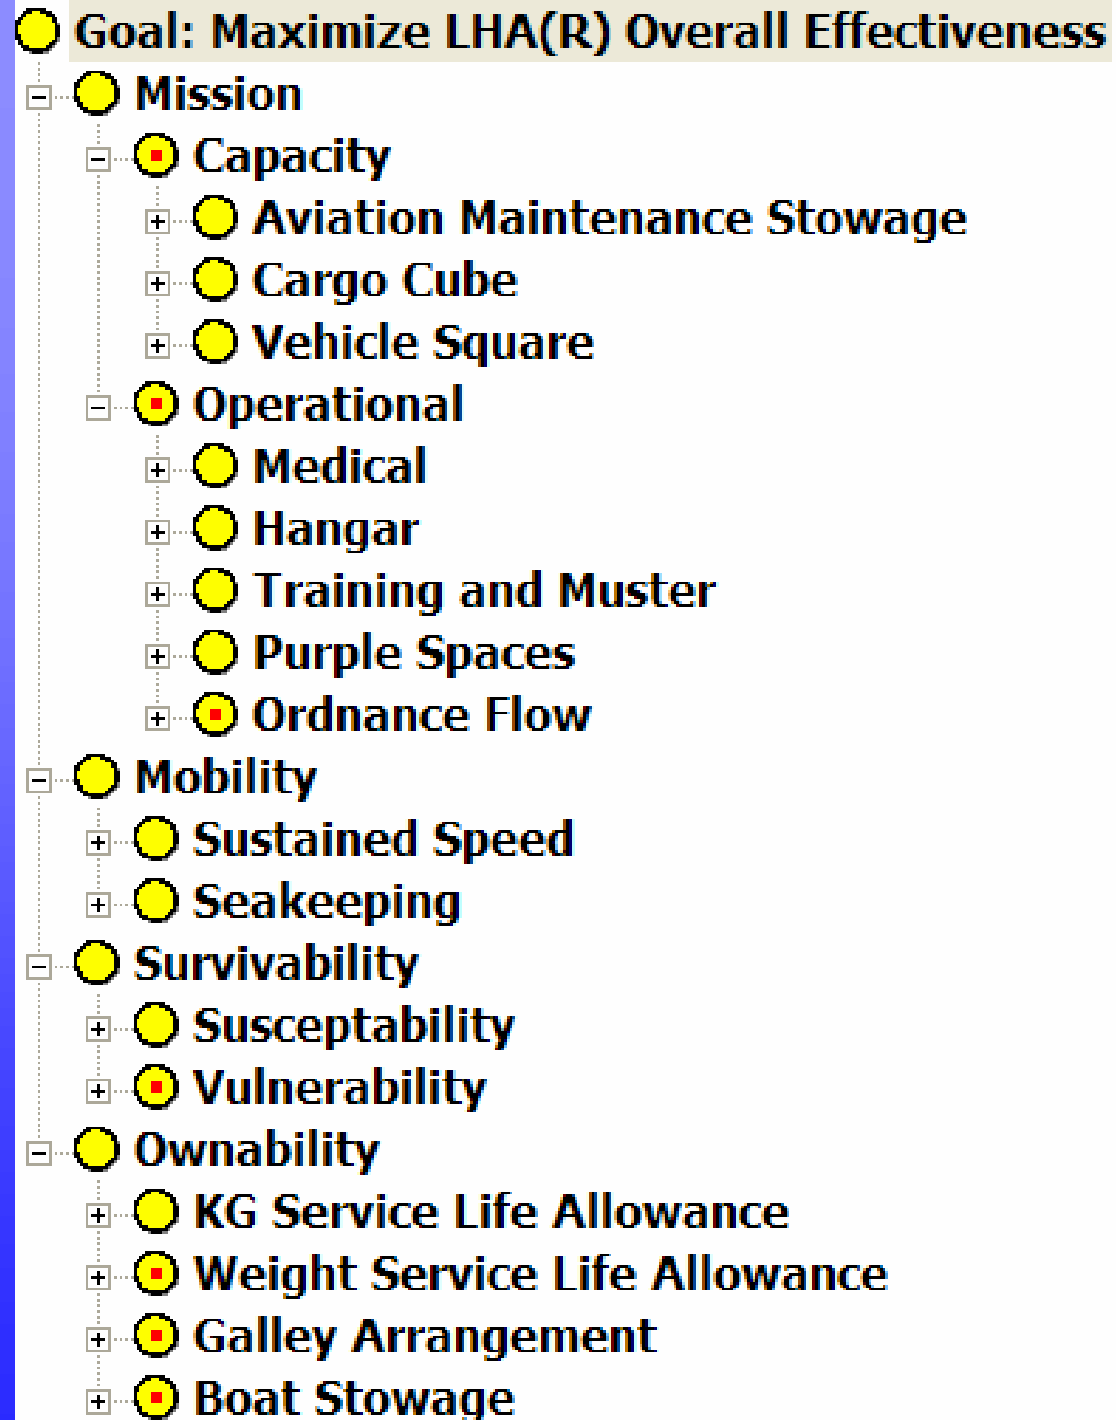 Goal: Maximize LHA(R) Overall Effectiveness
Mission
Capacity
Aviation Maintenance Stowage
Cargo Cube
Vehicle Square
Operational
Medical
Hangar
Training and Muster
Purple Spaces
Ordnance Flow
Mobility
Sustained Speed
Seakeeping
Survivability
Susceptability
Vulnerability
Ownability
KG Service Life Allowance
Weight Service Life Allowance
Galley Arrangement
Boat Stowage